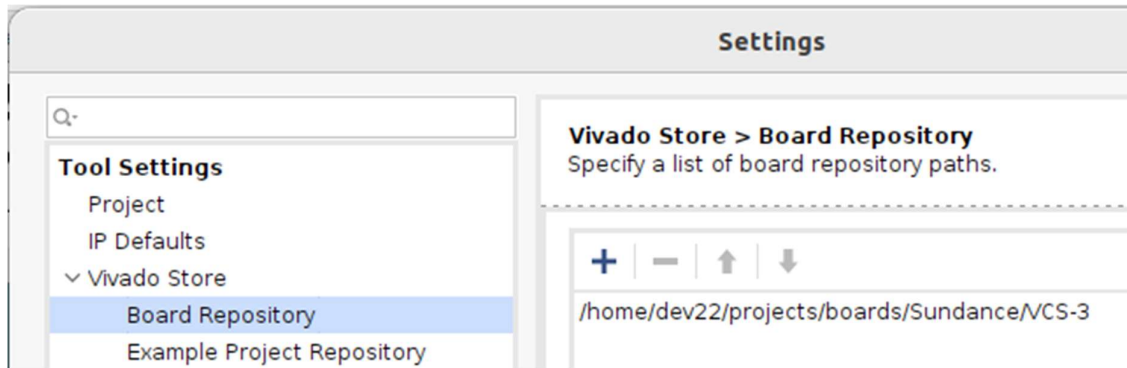 Settings
Tool Settings
Project
IP Defaults
Vivado Store
Board Repository
Example Project Repository
Vivado Store > Board Repository
Specify a list of board repository paths.
/home/dev22/projects/boards/Sundance/VCS-3